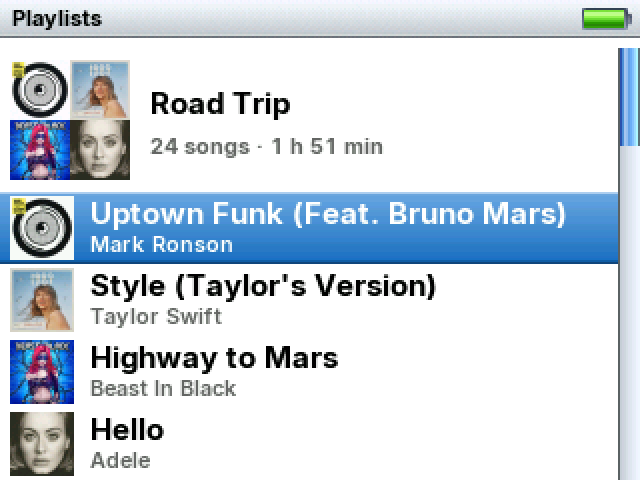 Playlists
Road Trip
24 songs · 1 h 51 min
Uptown Funk (Feat. Bruno Mars)
Mark Ronson
Style (Taylor's Version)
Taylor Swift
Highway to Mars
Beast In Black
Hello
Adele